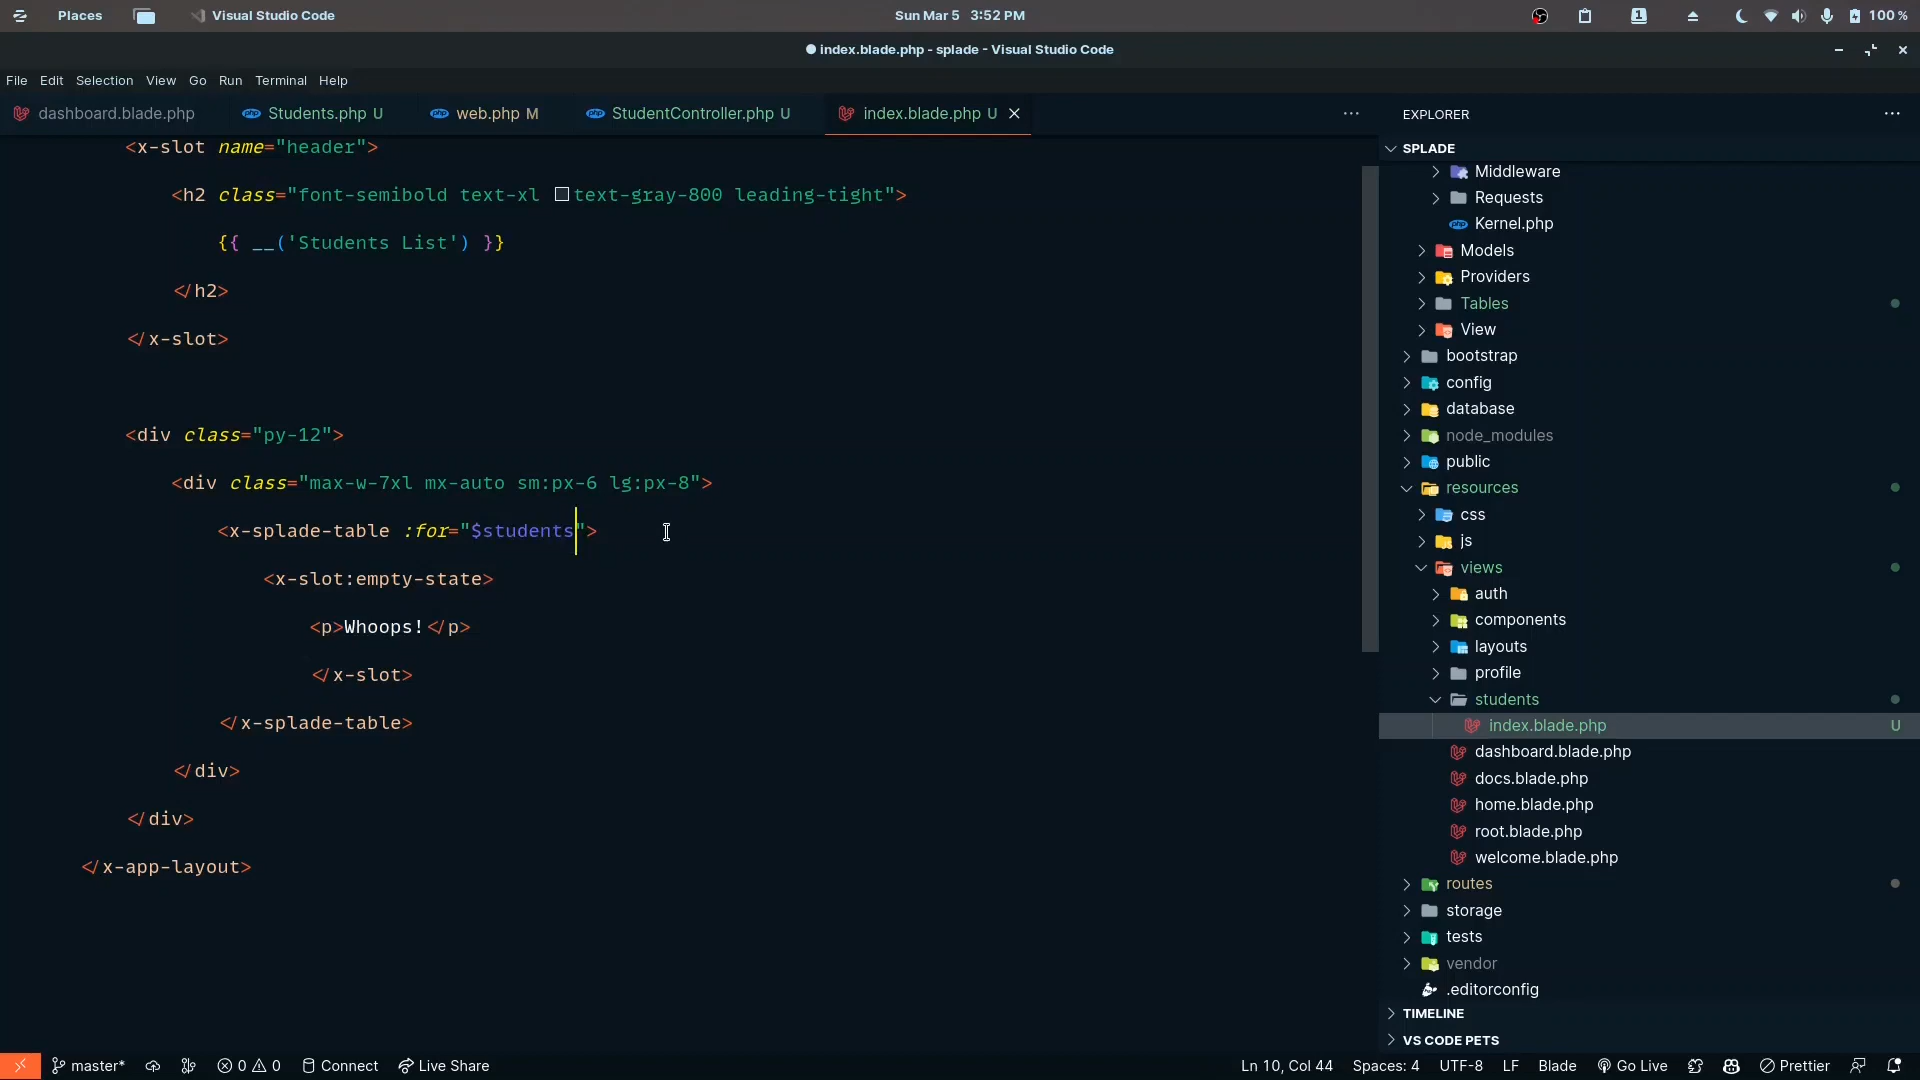 Places
Visual Studio Code
Sun Mar 5 3:52 PM
1
100 %
index.blade.php - splade - Visual Studio Code
File Edit Selection View Go Run Terminal Help
dashboard.blade.php
Students.php U
web.php M
StudentController.php U
index.blade.php U
<x-slot name="header">
<h2 class="font-semibold text-xl text-gray-800 leading-tight">
{{ __('Students List') }}
</h2>
</x-slot>
<div class="py-12">
<div class="max-w-7xl mx-auto sm:px-6 lg:px-8">
<x-splade-table :for="$students">
<x-slot:empty-state>
<p>Whoops!</p>
</x-slot>
</x-splade-table>
</div>
</div>
</x-app-layout>
EXPLORER
SPLADE
Middleware
Requests
Kernel.php
Models
Providers
Tables
View
bootstrap
config
database
node_modules
public
resources
css
js
views
auth
components
layouts
profile
students
index.blade.php U
dashboard.blade.php
docs.blade.php
home.blade.php
root.blade.php
welcome.blade.php
routes
storage
tests
vendor
.editorconfig
TIMELINE
VS CODE PETS
master*
0
0
Connect
Live Share
Ln 10, Col 44
Spaces: 4
UTF-8
LF
Blade
Go Live
Prettier